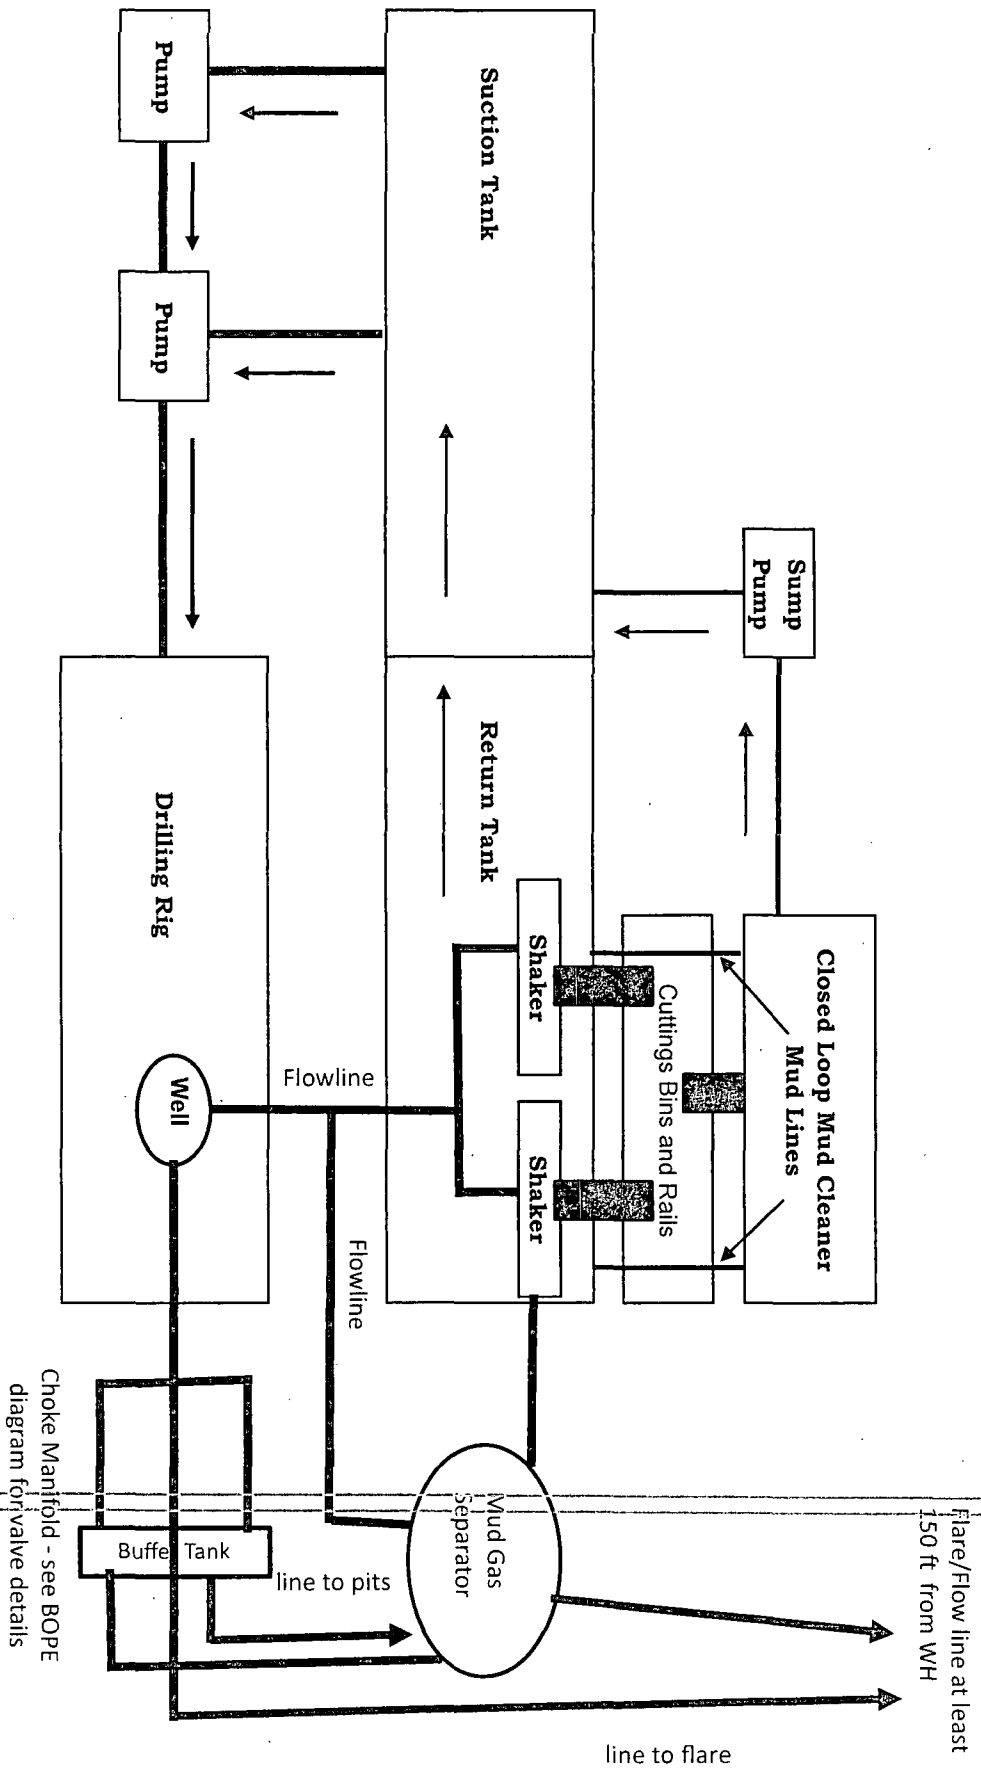 Pump
Suction Tank
Pump
Sump
Pump
Return Tank
Drilling Rig
Shaker
Shaker
Cuttings Bins and Rails
Closed Loop Mud Cleaner
Mud Lines
Well
Flowline
Flowline
Mud Gas
Separator
Buffe Tank
line to pits
Choke Manifold - see BOPE
diagram for valve details
Flare/Flow line at least
150 ft from WH
line to flare